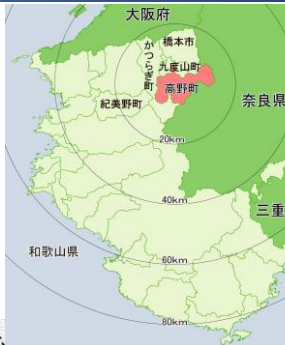 大阪府
橋本市
かつらぎ町
九度山町
高野町
紀美野町
奈良県
20km
40km
三重
和歌山県
60km
80km